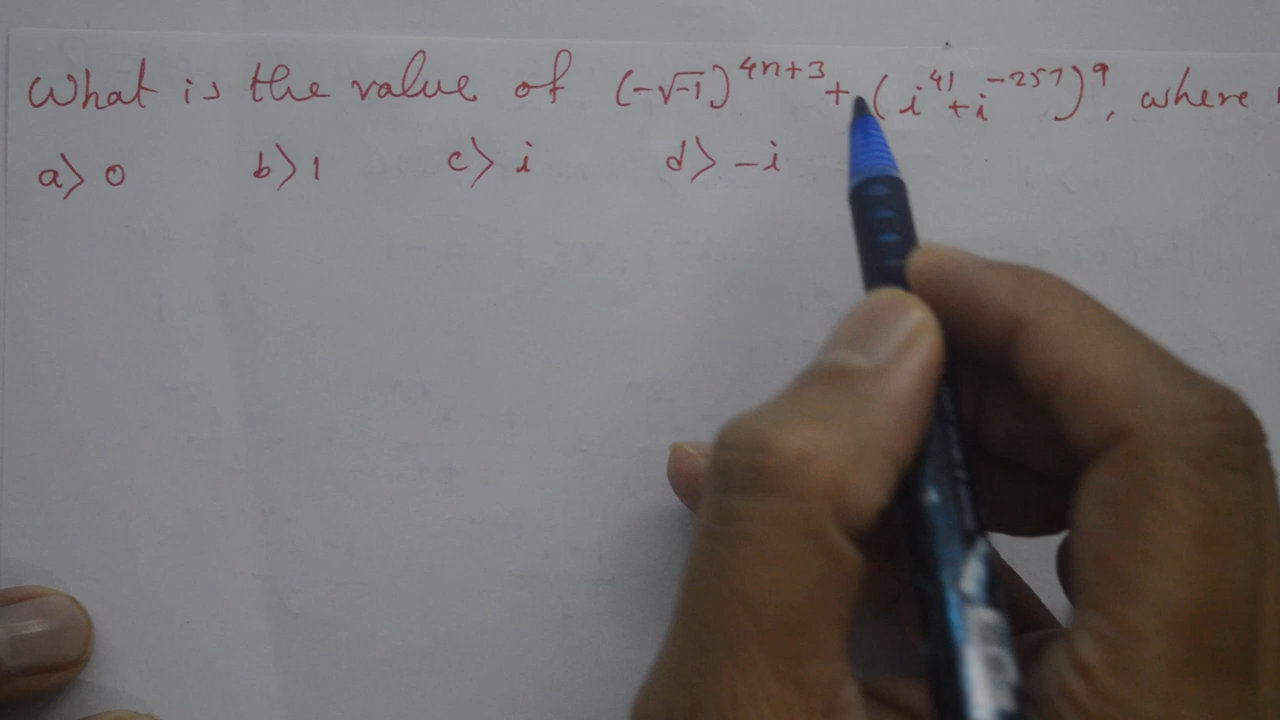 What is the value of (-√-1)^{4n+3} + (i^{41} + i^{-257})^9, where
a> 0 b> 1 c> i d> -i